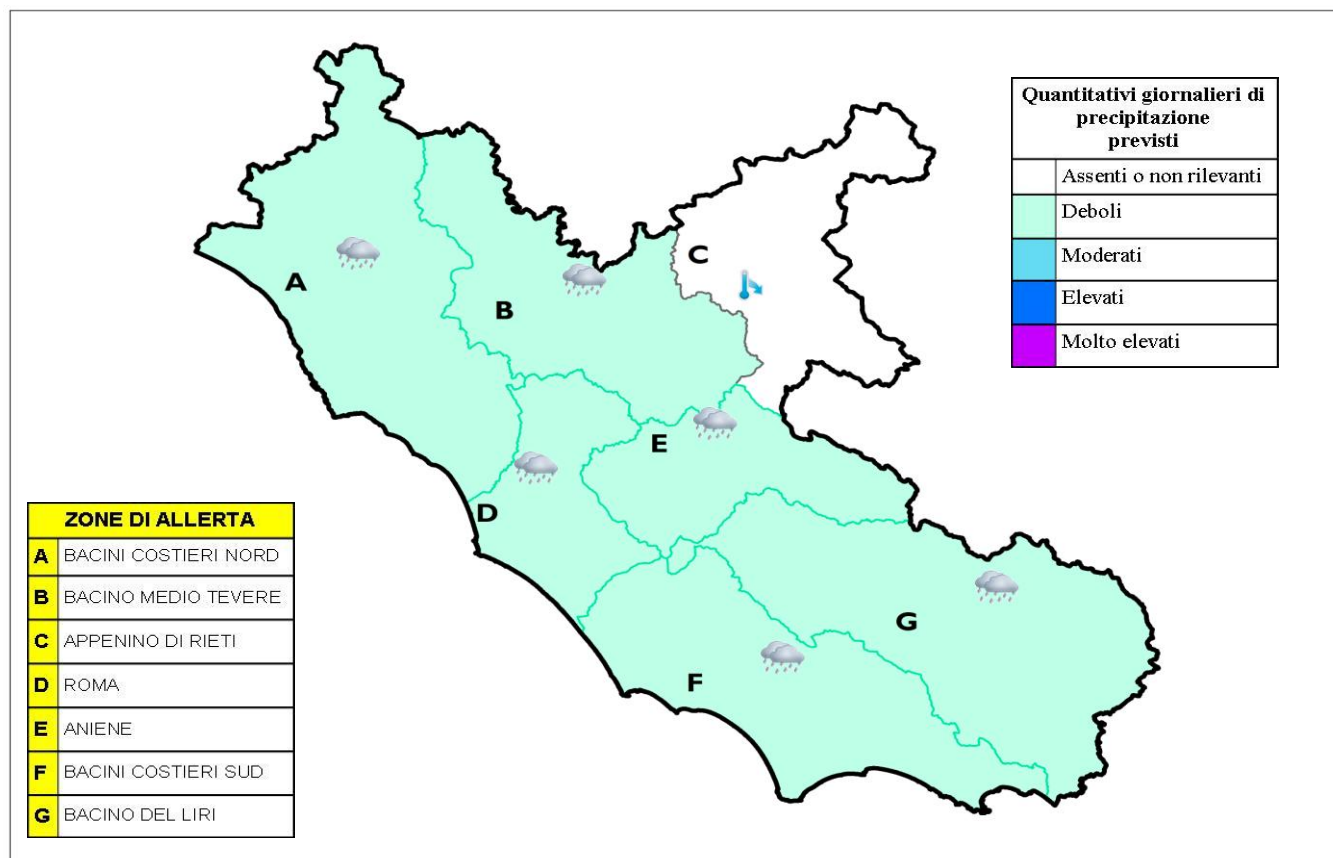 Quantitativi giornalieri di
precipitazione
previsti
Assenti o non rilevanti
Deboli
Moderati
Elevati
Molto elevati
A
B
C
D
E
F
G
ZONE DI ALLERTA
A BACINI COSTIERI NORD
B BACINO MEDIO TEVERE
C APPENINO DI RIETI
D ROMA
E ANIENE
F BACINI COSTIERI SUD
G BACINO DEL LIRI